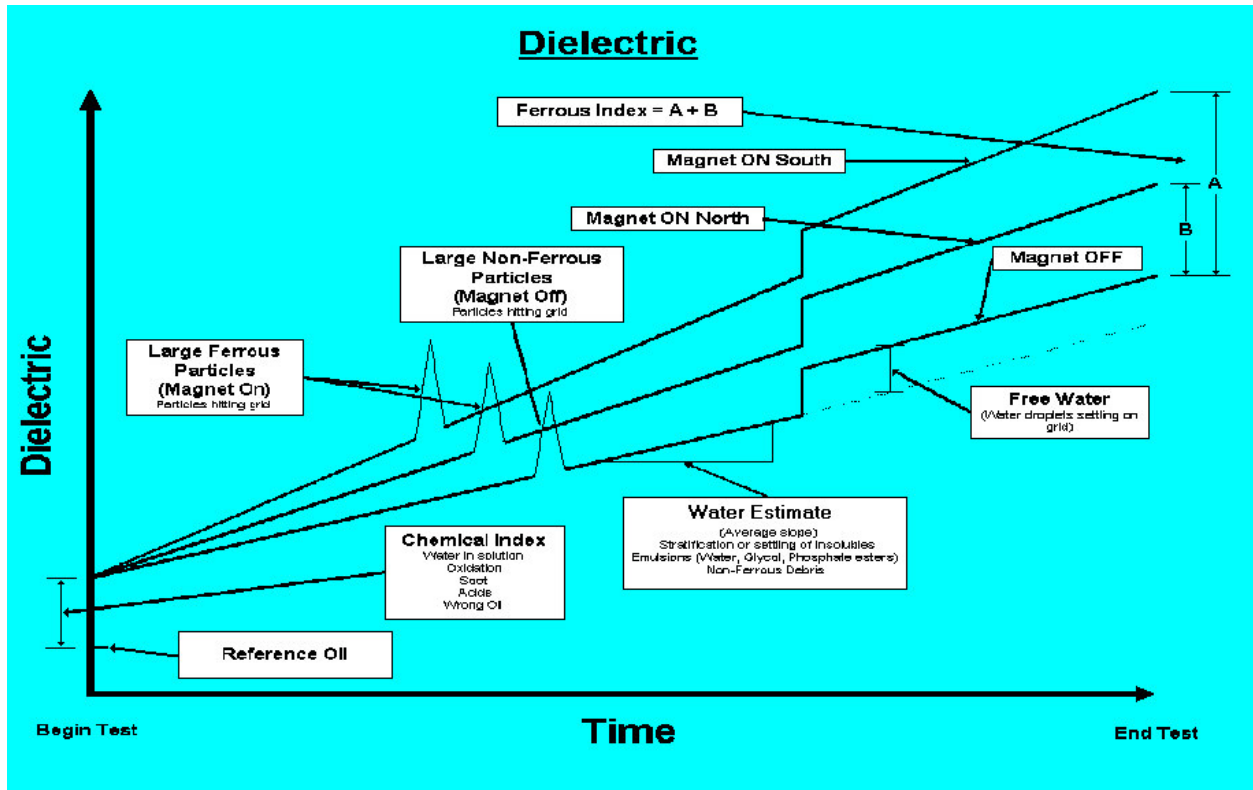 Dielectric
Ferrous Index = A + B
Magnet ON South
A
Magnet ON North
B
Large Non-Ferrous
Particles
(Magnet Off)
Particles hitting grid
Magnet OFF
Large Ferrous
Particles
(Magnet On)
Particles hitting grid
Dielectric
Free Water
(Water droplets settling on
grid)
Water Estimate
(Average slope)
Stratification or settling of insolubles
Emulsions (Water, Glycol, Phosphate esters)
Non-Ferrous Debris
Chemical Index
Water in solution
Oxidation
Soot
Acids
Wrong Oil
Reference Oil
Begin Test
Time
End Test